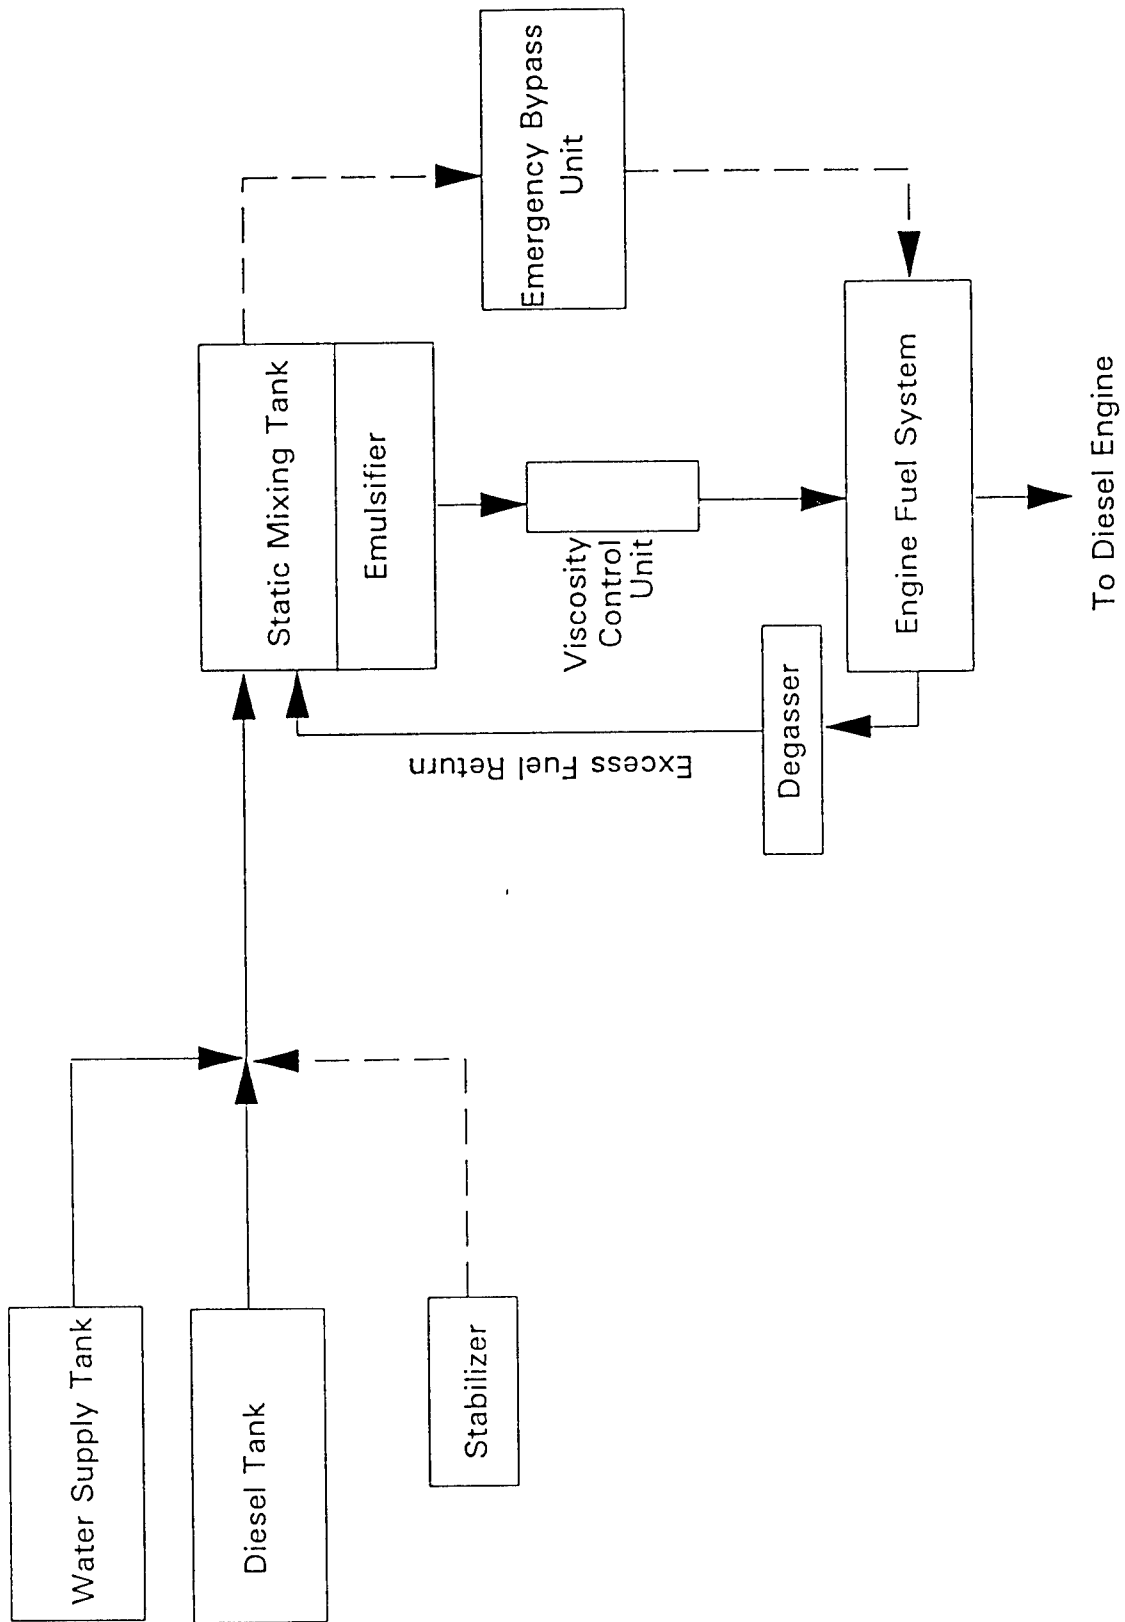 Water Supply Tank
Diesel Tank
Stabilizer
Static Mixing Tank
Emulsifier
Emergency Bypass
Unit
Viscosity
Control
Unit
Excess Fuel Return
Degasser
Engine Fuel System
To Diesel Engine